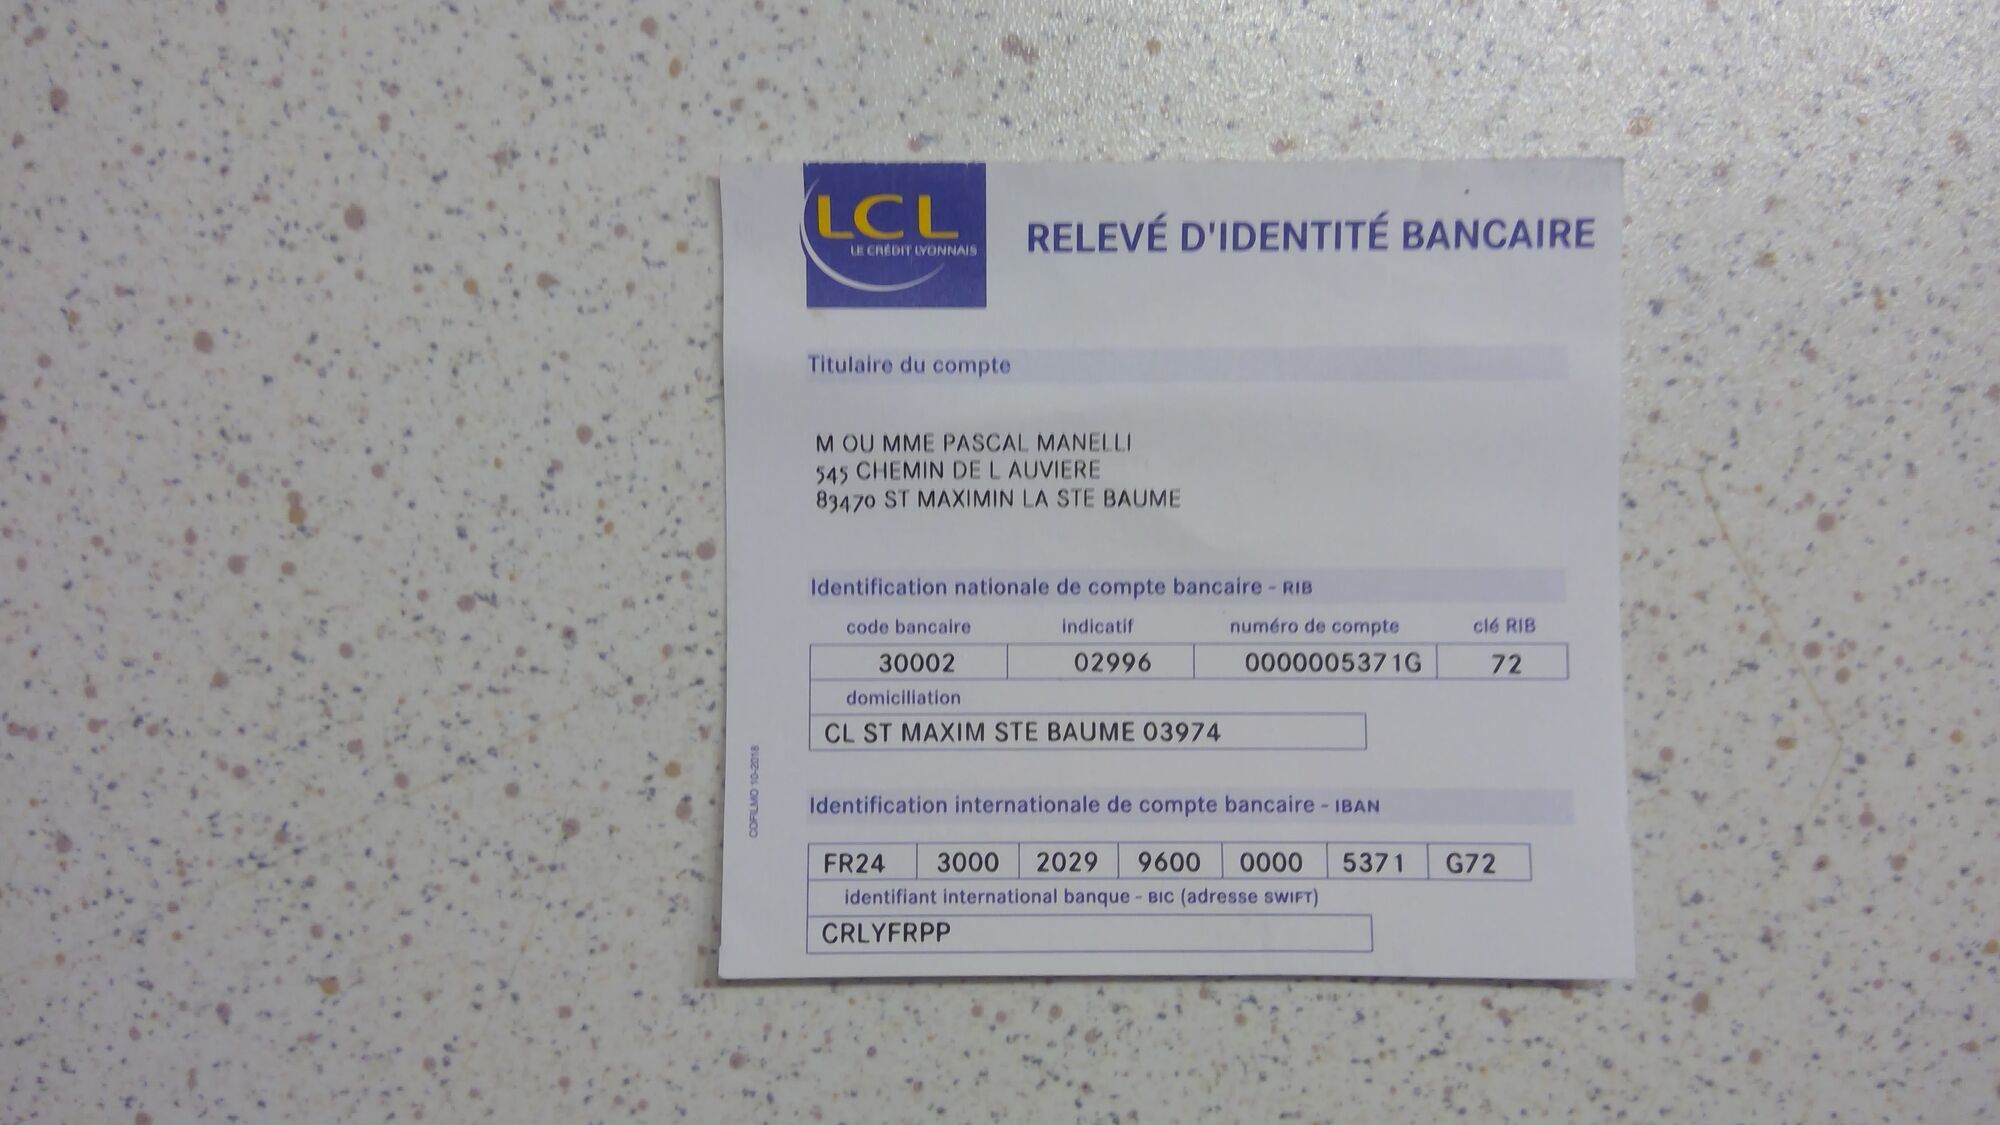 LCL
LE CRÉDIT LYONNAIS
RELEVÉ D'IDENTITÉ BANCAIRE
Titulaire du compte
M OU MME PASCAL MANELLI
545 CHEMIN DE L AUVIERE
83470 ST MAXIMIN LA STE BAUME
Identification nationale de compte bancaire - RIB
code bancaire indicatif numéro de compte clé RIB
30002 02996 0000005371G 72
domiciliation
CL ST MAXIM STE BAUME 03974
Identification internationale de compte bancaire - IBAN
FR24 3000 2029 9600 0000 5371 G72
identifiant international banque - BIC (adresse SWIFT)
CRLYFRPP
COFILMO 10-2018